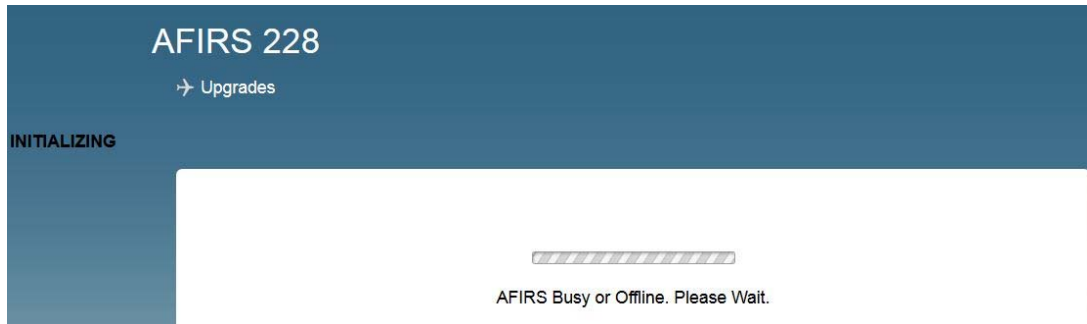 AFIRS 228
Upgrades
INITIALIZING
AFIRS Busy or Offline. Please Wait.